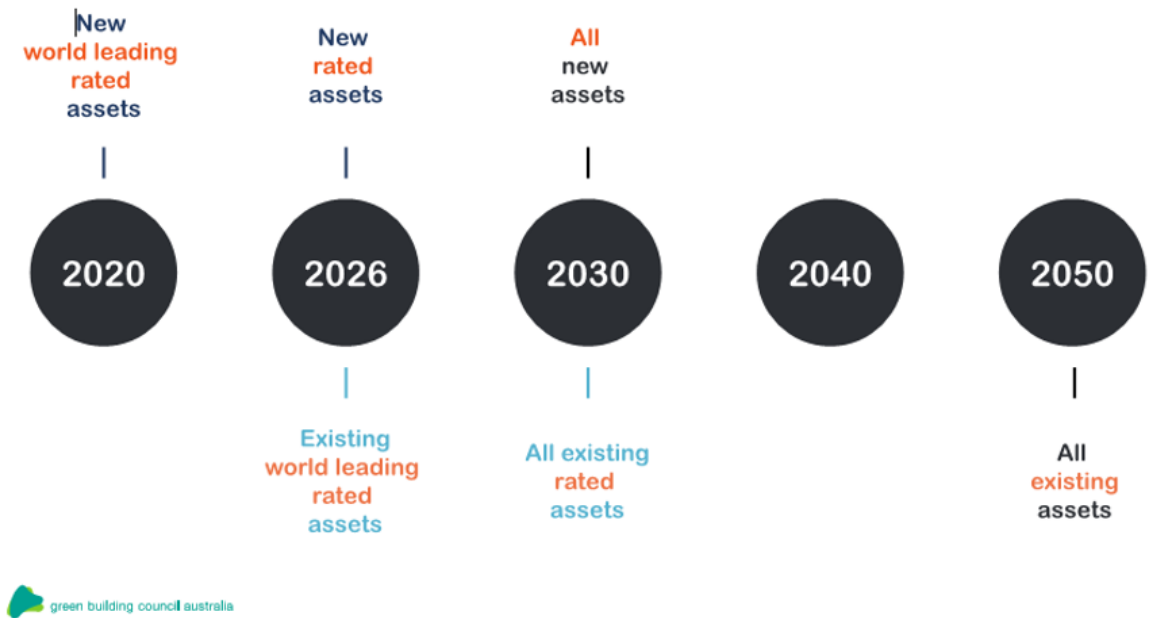 New
world leading
rated
assets
New
rated
assets
All
new
assets
2020
2026
2030
2040
2050
Existing
world leading
rated
assets
All existing
rated
assets
All
existing
assets
green building council australia